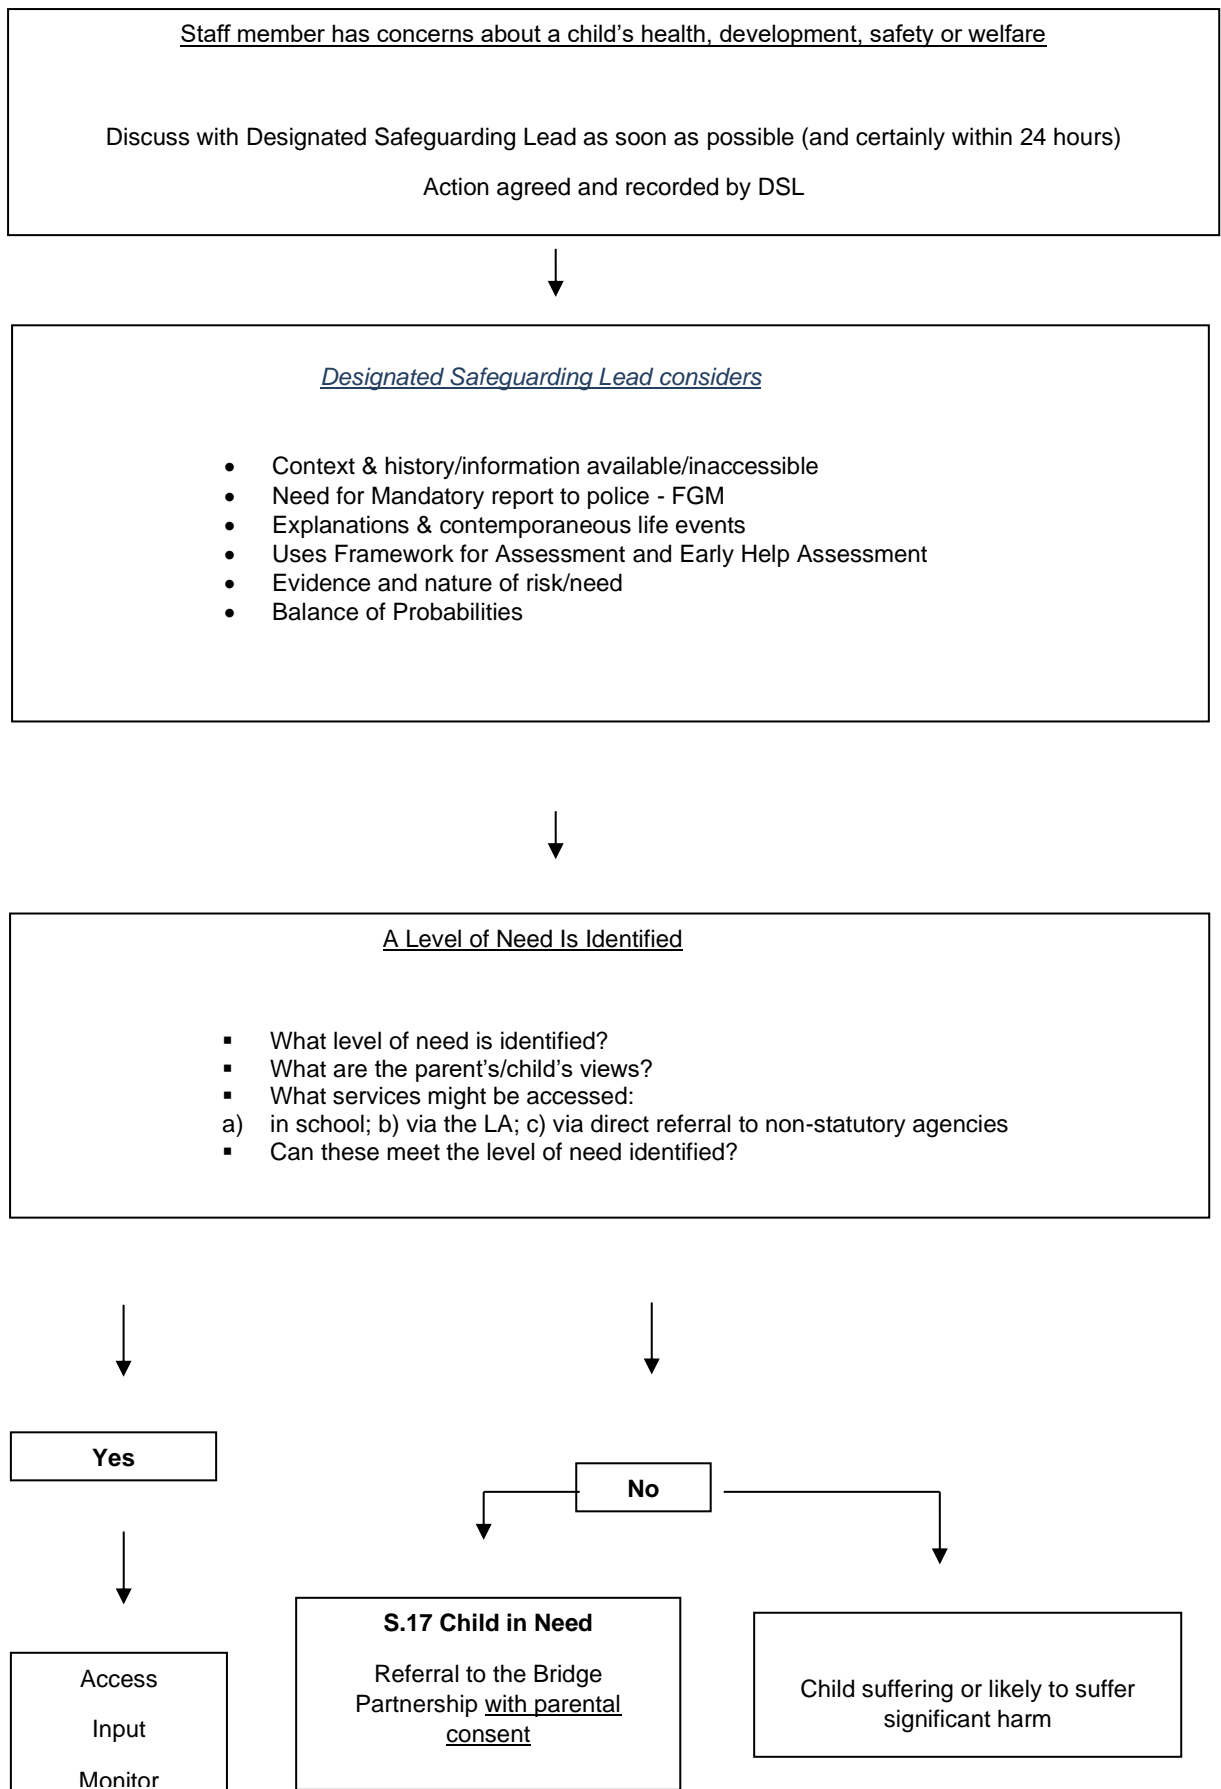 Staff member has concerns about a child’s health, development, safety or welfare
Discuss with Designated Safeguarding Lead as soon as possible (and certainly within 24 hours)
Action agreed and recorded by DSL
Designated Safeguarding Lead considers
• Context & history/information available/inaccessible
• Need for Mandatory report to police - FGM
• Explanations & contemporaneous life events
• Uses Framework for Assessment and Early Help Assessment
• Evidence and nature of risk/need
• Balance of Probabilities
A Level of Need Is Identified
▪ What level of need is identified?
▪ What are the parent’s/child’s views?
▪ What services might be accessed:
a) in school; b) via the LA; c) via direct referral to non-statutory agencies
▪ Can these meet the level of need identified?
Yes
No
Access
Input
Monitor
S.17 Child in Need
Referral to the Bridge
Partnership with parental
consent
Child suffering or likely to suffer
significant harm